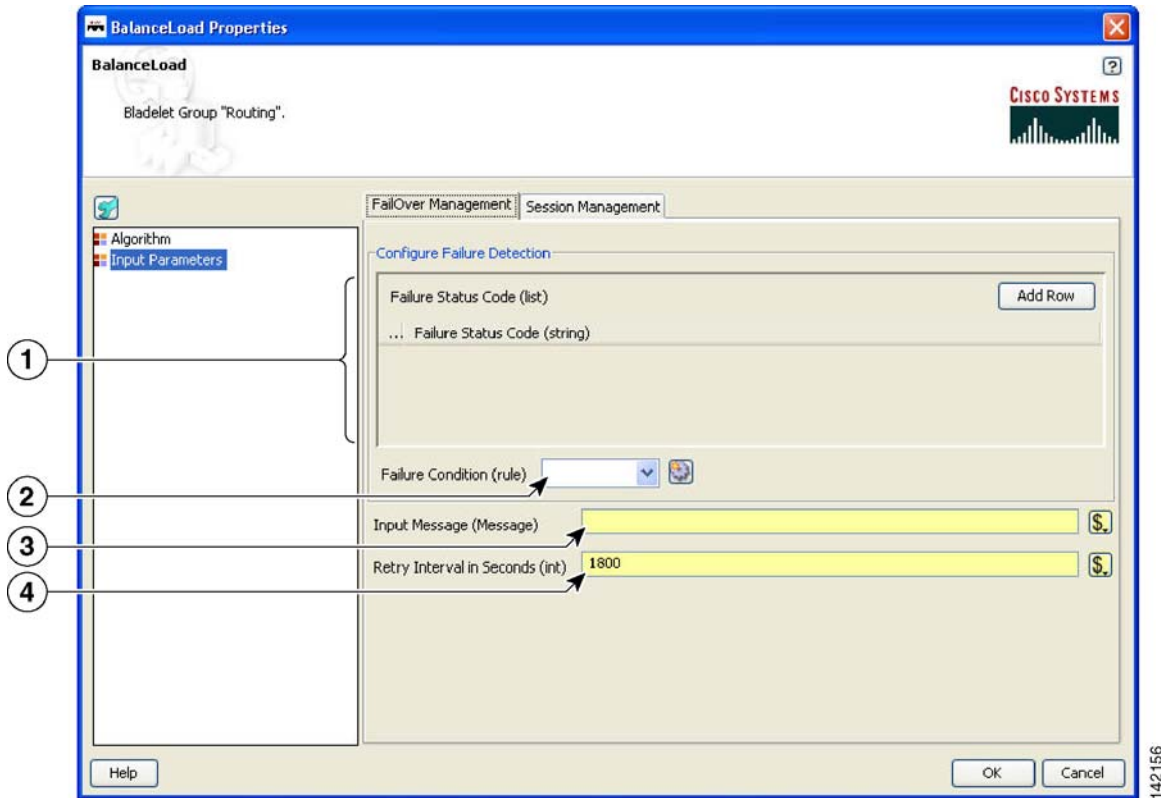 BalanceLoad Properties
BalanceLoad
?
Bladelet Group "Routing".
CISCO SYSTEMS
FailOver Management
Session Management
Algorithm
Input Parameters
Configure Failure Detection
Failure Status Code (list)
Add Row
... Failure Status Code (string)
1
Failure Condition (rule)
2
Input Message (Message)
$
3
Retry Interval in Seconds (int)
1800
$
4
Help
OK
Cancel
142156